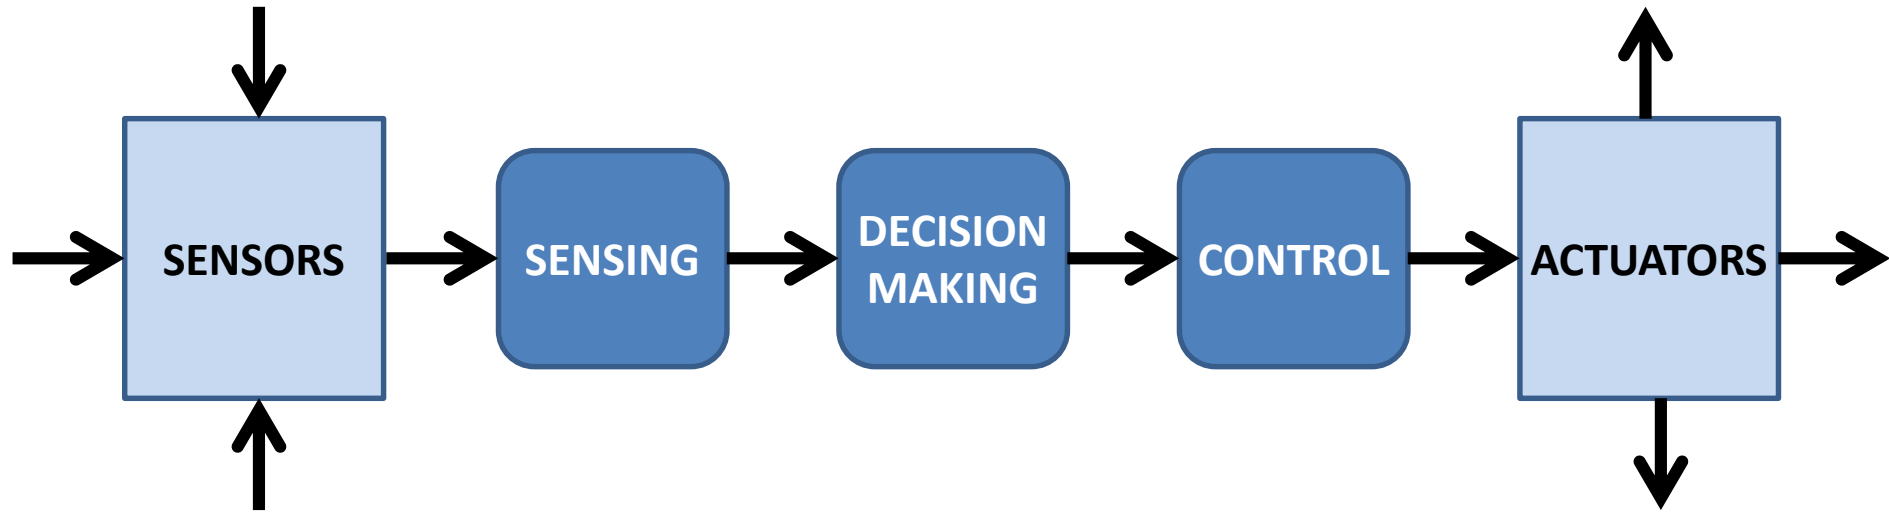 SENSORS
SENSING
DECISION
MAKING
CONTROL
ACTUATORS